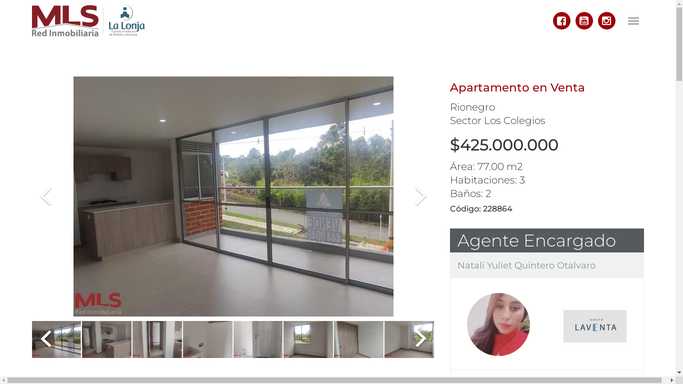 MLS
Red Inmobiliaria
La Lonja
Apartamento en Venta
Rionegro
Sector Los Colegios
$425.000.000
Área: 77.00 m2
Habitaciones: 3
Baños: 2
Código: 228864
MLS
Red Inmobiliaria
Agente Encargado
Natali Yuliet Quintero Otalvaro
LAVENTA